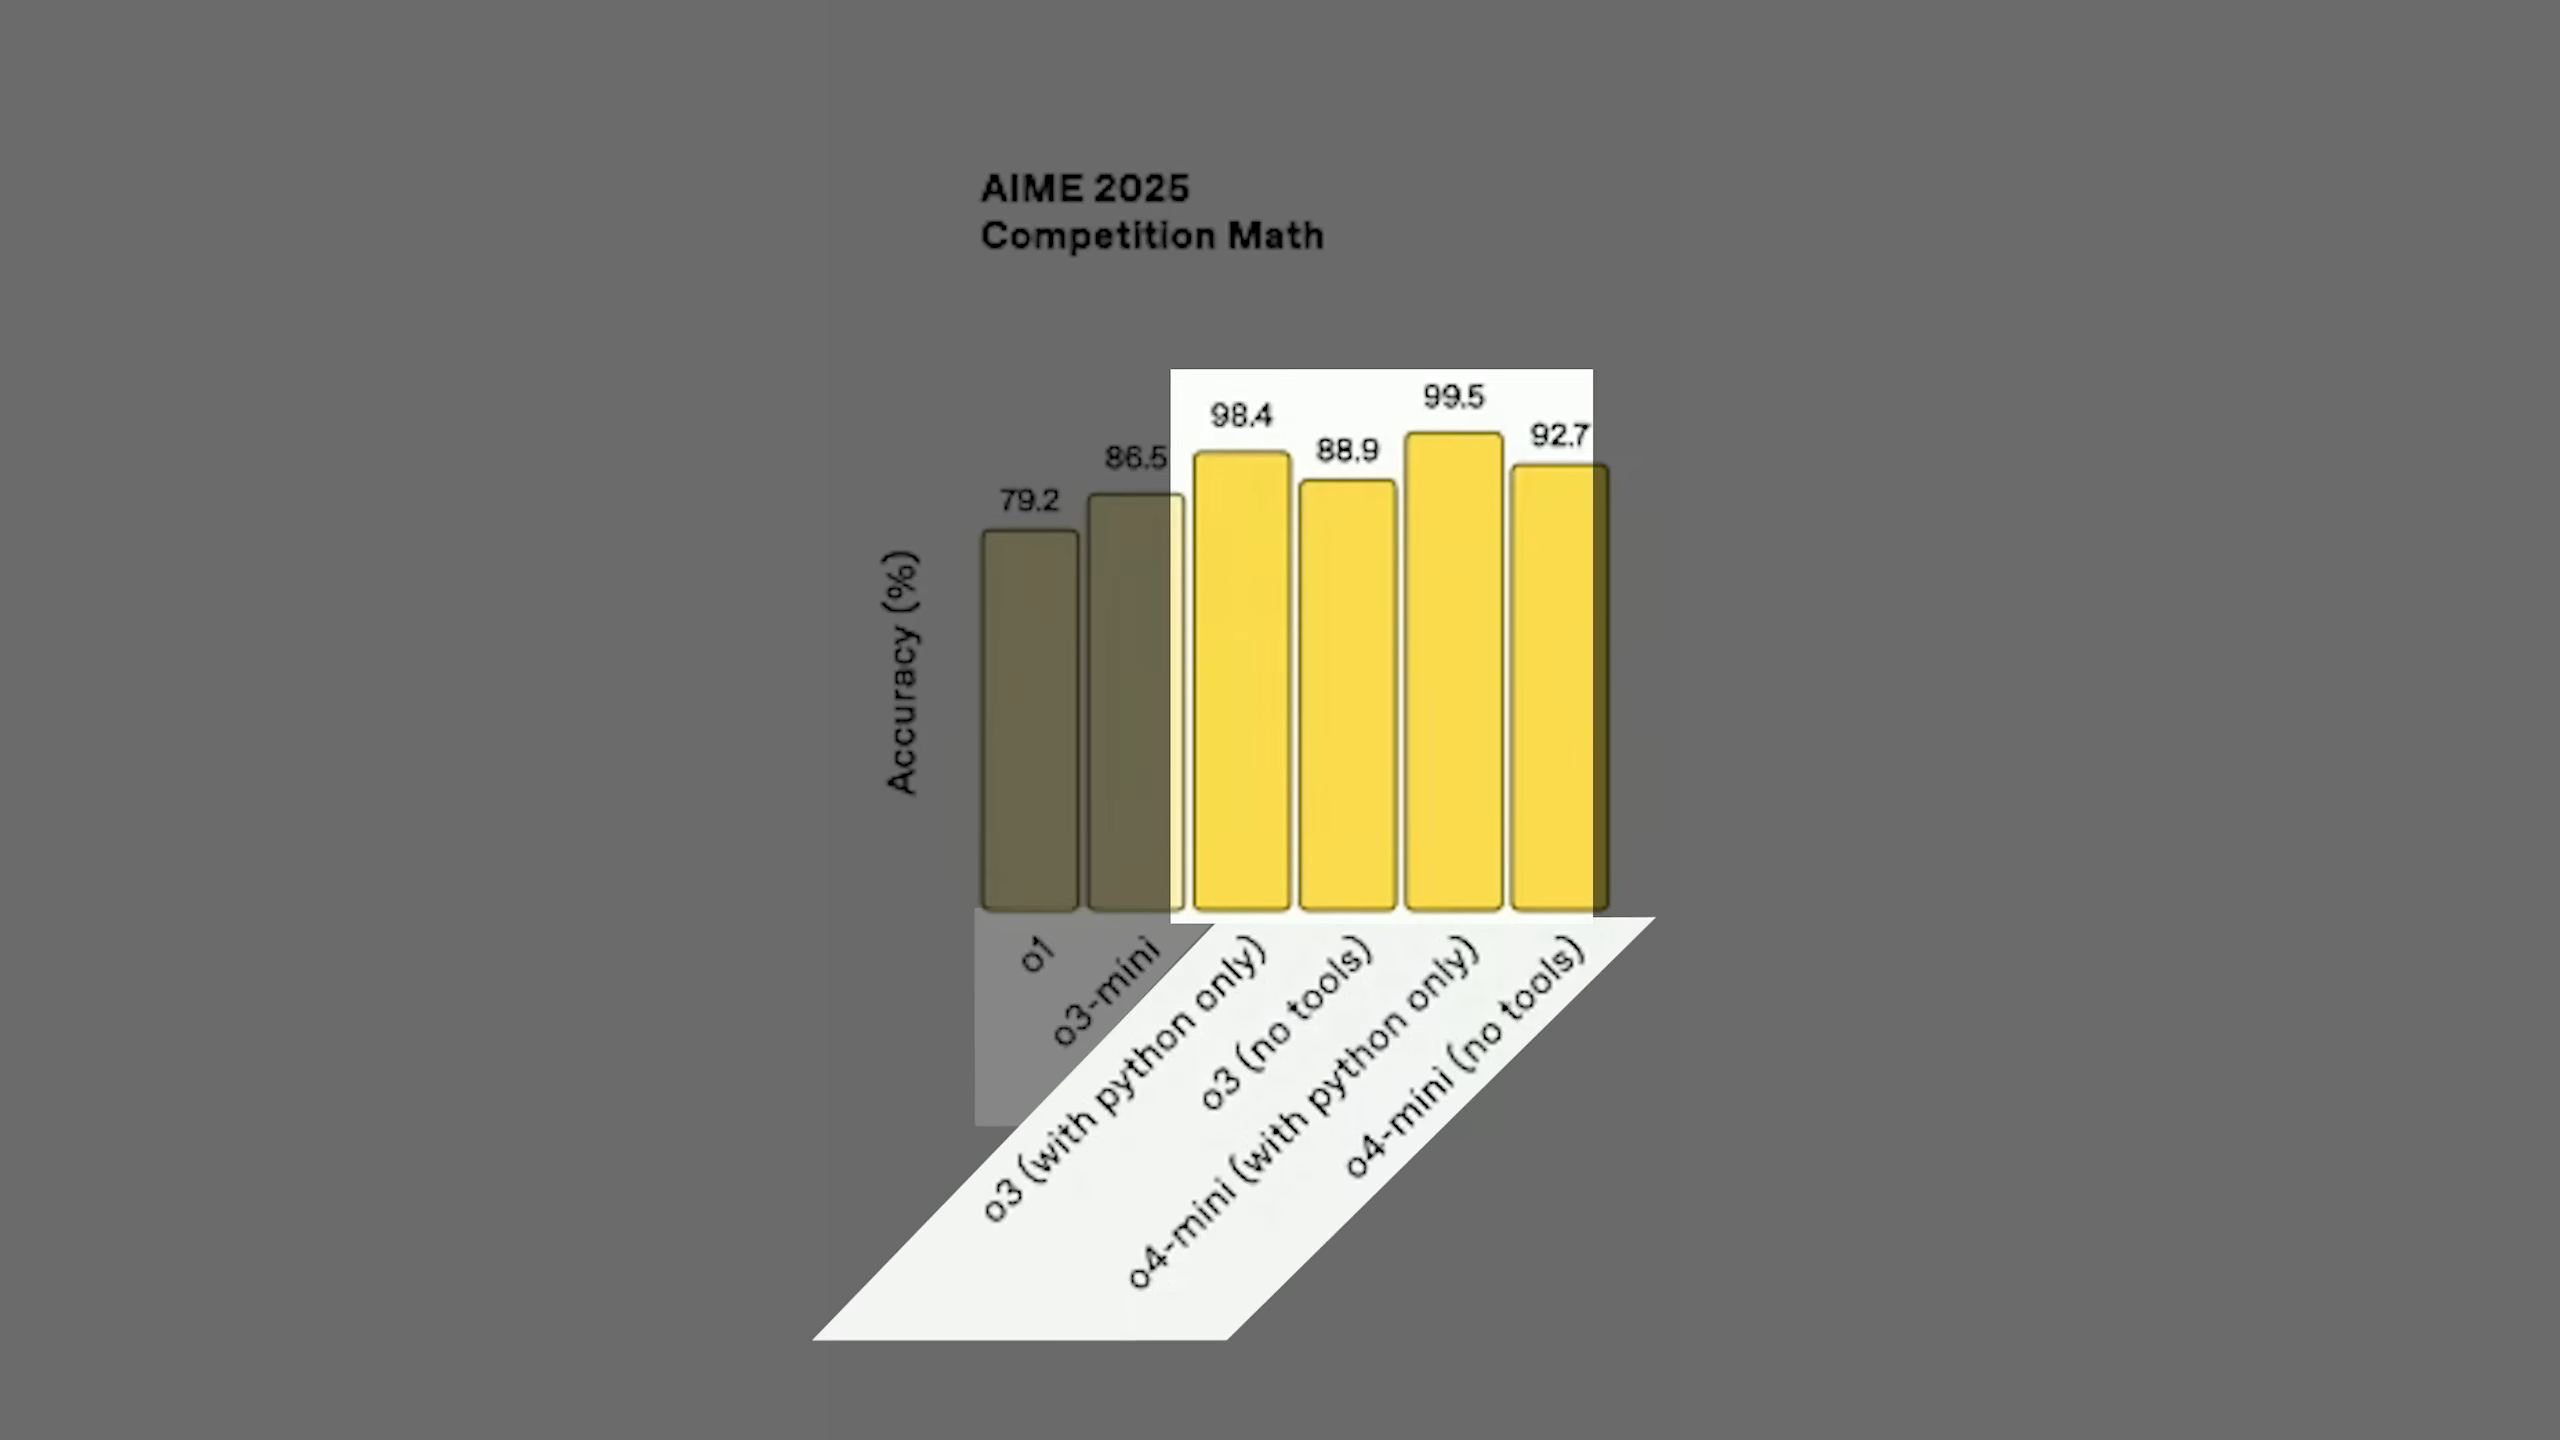 AIME 2025
Competition Math
Accuracy (%)
79.2
86.5
98.4
88.9
99.5
92.7
o1
o3-mini
o3 (with python only)
o3 (no tools)
o4-mini (with python only)
o4-mini (no tools)